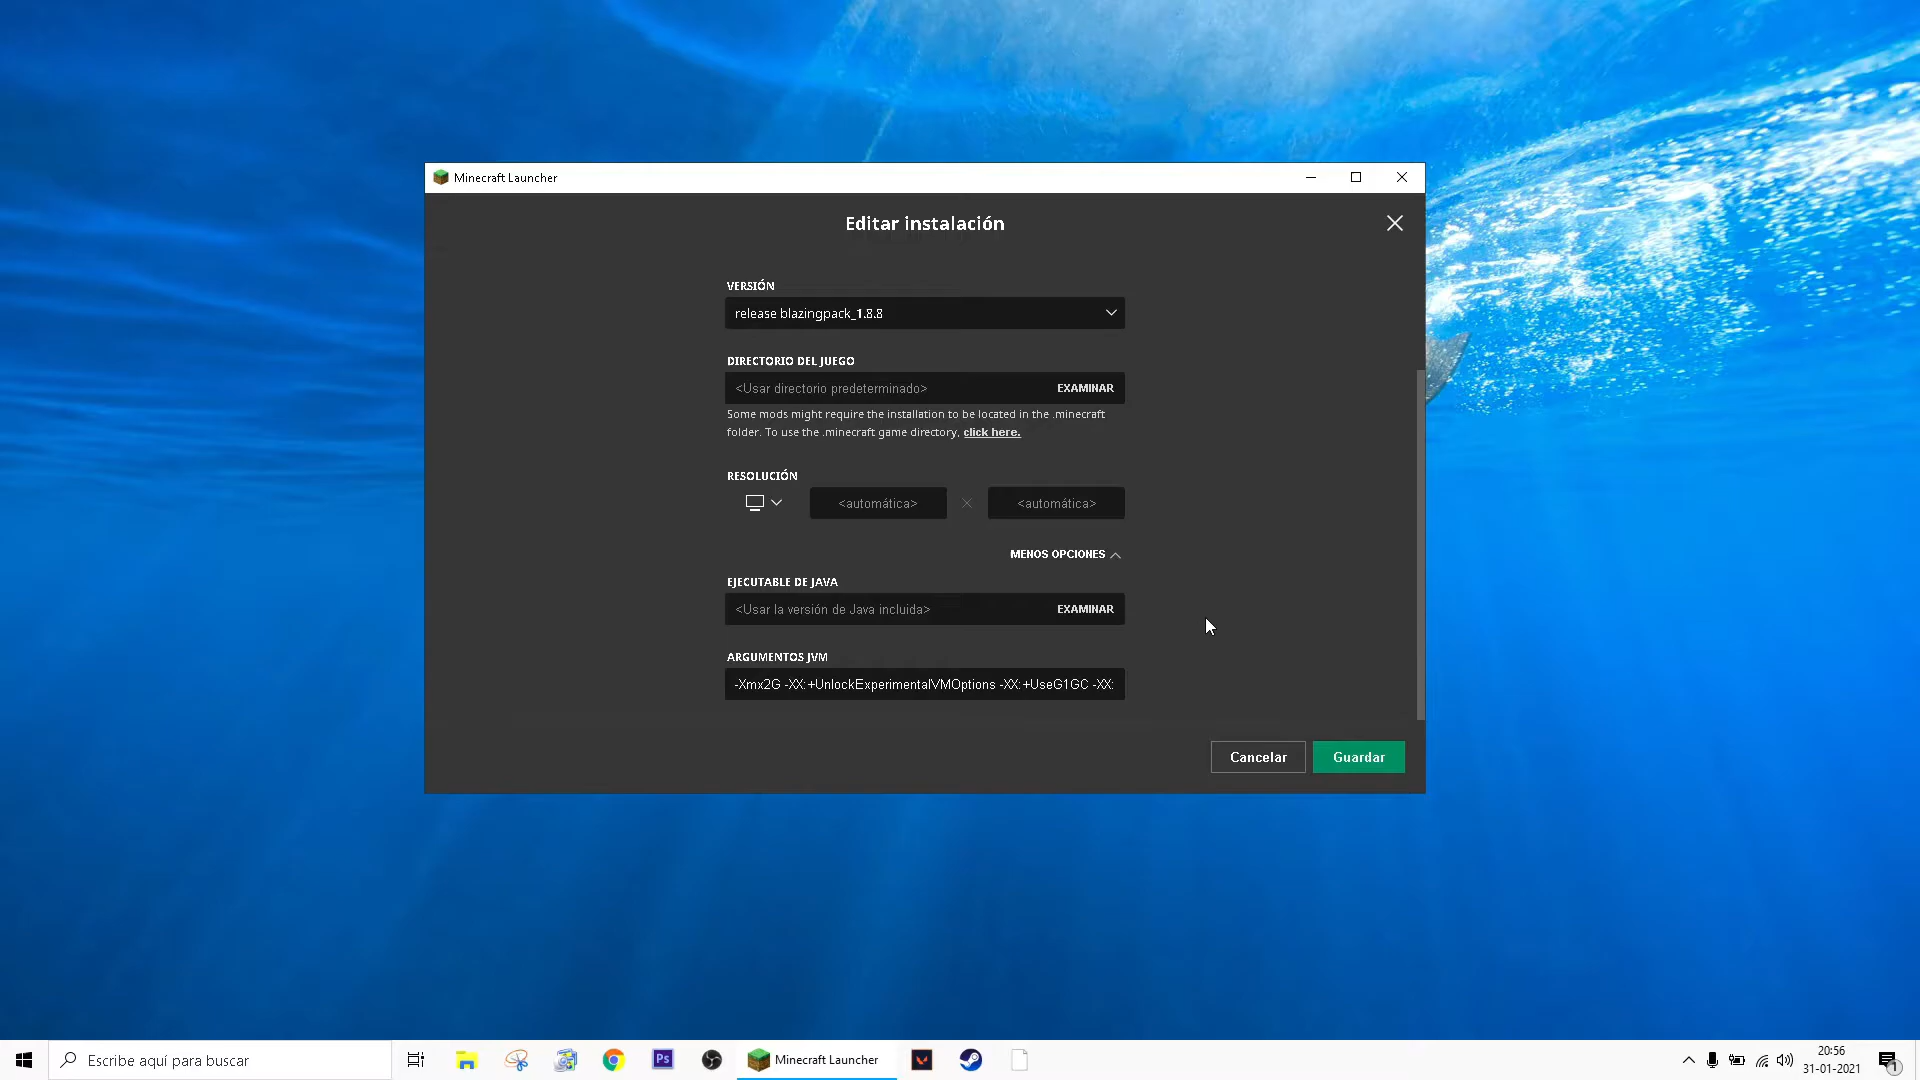 Minecraft Launcher
Editar instalación
VERSIÓN
release blazingpack_1.8.8
DIRECTORIO DEL JUEGO
<Usar directorio predeterminado>
EXAMINAR
Some mods might require the installation to be located in the .minecraft
folder. To use the .minecraft game directory, click here.
RESOLUCIÓN
<automática>
<automática>
MENOS OPCIONES
EJECUTABLE DE JAVA
<Usar la versión de Java incluida>
EXAMINAR
ARGUMENTOS JVM
-Xmx2G -XX:+UnlockExperimentalVMOptions -XX:+UseG1GC -XX:
Cancelar
Guardar
Escribe aquí para buscar
Ps
Minecraft Launcher
20:56
31-01-2021
1